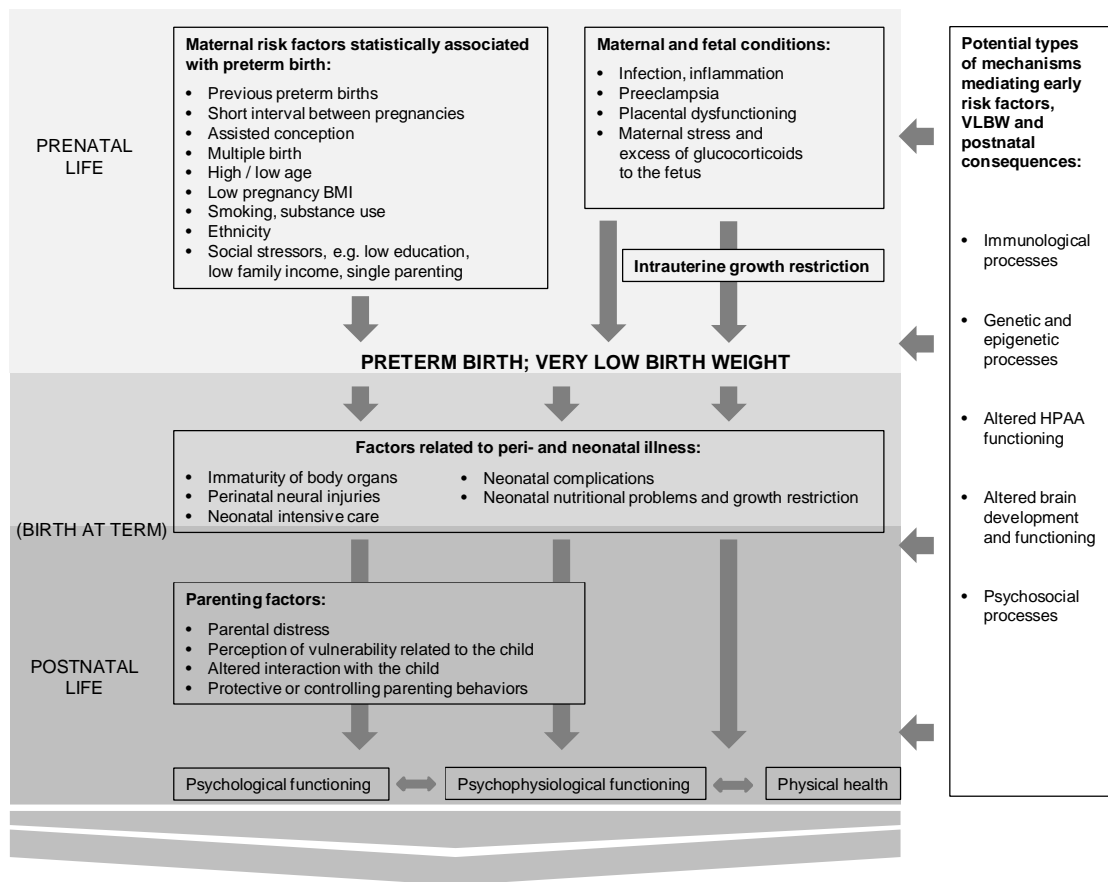 PRENATAL
LIFE
Maternal risk factors statistically associated
with preterm birth:
• Previous preterm births
• Short interval between pregnancies
• Assisted conception
• Multiple birth
• High / low age
• Low pregnancy BMI
• Smoking, substance use
• Ethnicity
• Social stressors, e.g. low education,
low family income, single parenting
Maternal and fetal conditions:
• Infection, inflammation
• Preeclampsia
• Placental dysfunctioning
• Maternal stress and
excess of glucocorticoids
to the fetus
Intrauterine growth restriction
PRETERM BIRTH; VERY LOW BIRTH WEIGHT
Factors related to peri- and neonatal illness:
• Immaturity of body organs
• Perinatal neural injuries
• Neonatal intensive care
• Neonatal complications
• Neonatal nutritional problems and growth restriction
(BIRTH AT TERM)
Parenting factors:
• Parental distress
• Perception of vulnerability related to the child
• Altered interaction with the child
• Protective or controlling parenting behaviors
POSTNATAL
LIFE
Psychological functioning
Psychophysiological functioning
Physical health
Potential types
of mechanisms
mediating early
risk factors,
VLBW and
postnatal
consequences:
• Immunological
processes
• Genetic and
epigenetic
processes
• Altered HPAA
functioning
• Altered brain
development
and functioning
• Psychosocial
processes